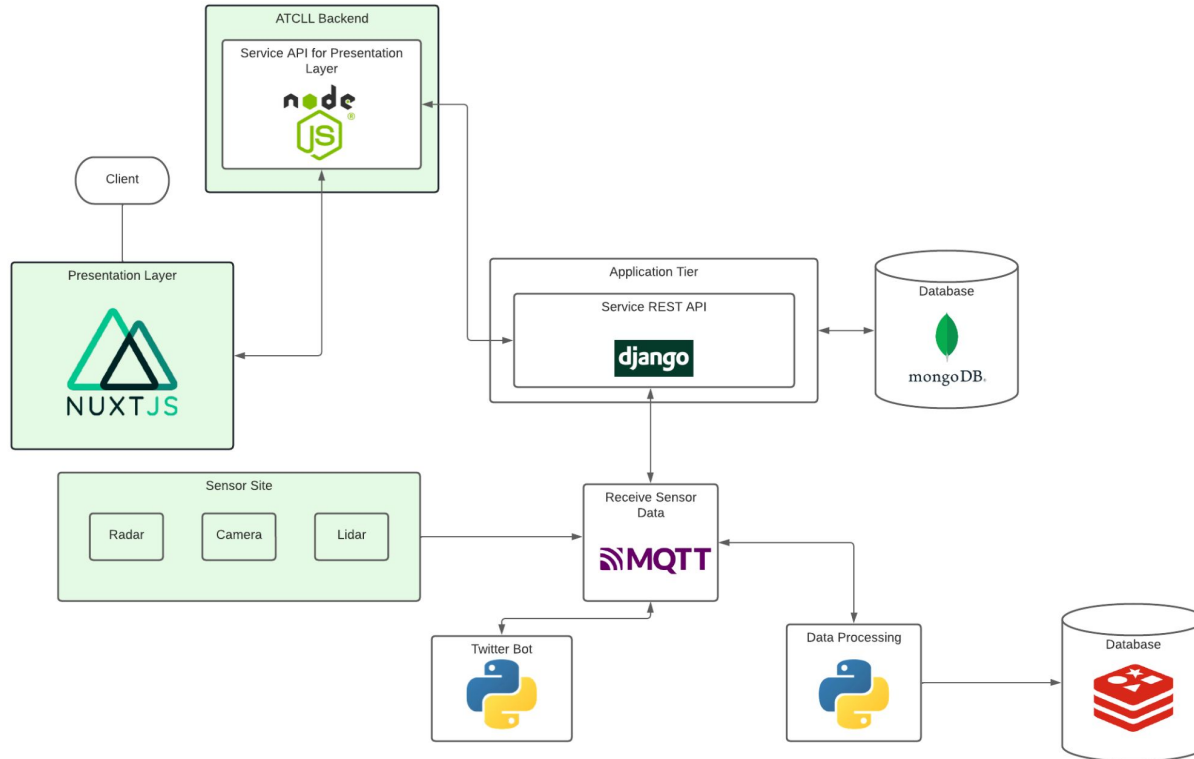 ATCLL Backend
Service API for Presentation
Layer
node
JS
®
Client
Presentation Layer
NUXTJS
Application Tier
Service REST API
django
Database
mongoDB.
Sensor Site
Radar
Camera
Lidar
Receive Sensor
Data
MQTT
Twitter Bot
Data Processing
Database